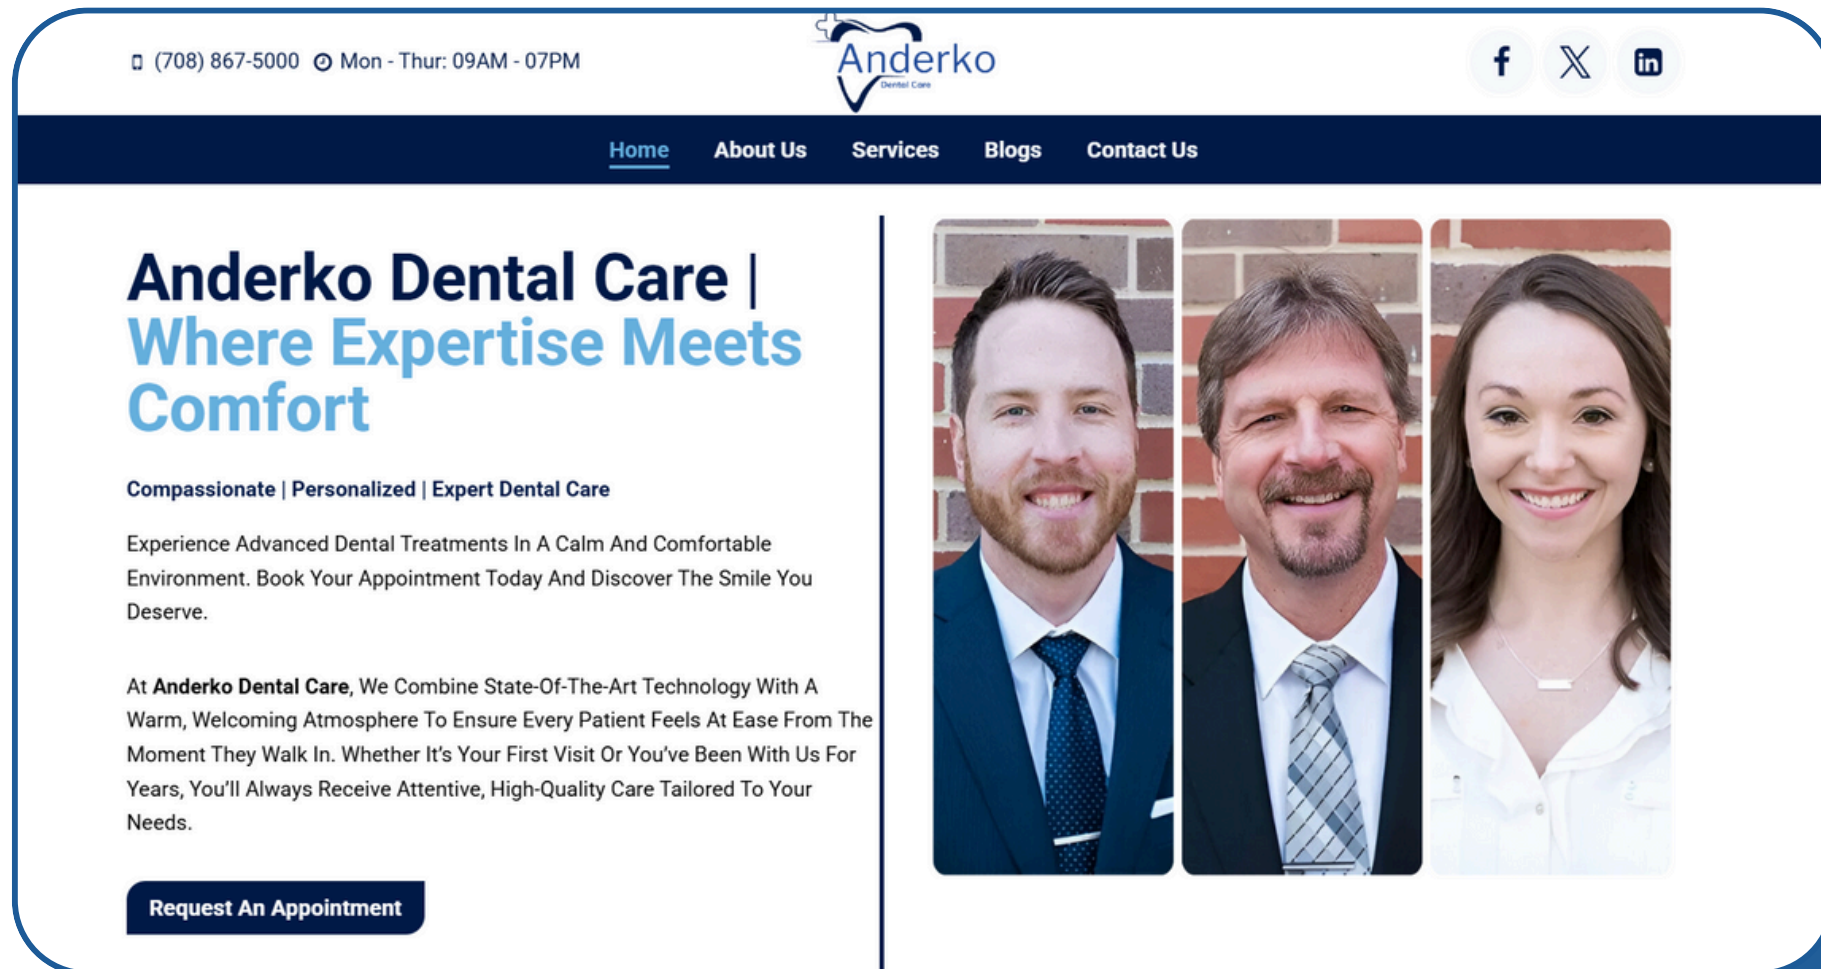 (708) 867-5000 Mon - Thur: 09AM - 07PM
Anderko
Dental Care
Home About Us Services Blogs Contact Us
Anderko Dental Care |
Where Expertise Meets
Comfort
Compassionate | Personalized | Expert Dental Care
Experience Advanced Dental Treatments In A Calm And Comfortable
Environment. Book Your Appointment Today And Discover The Smile You
Deserve.
At Anderko Dental Care, We Combine State-Of-The-Art Technology With A
Warm, Welcoming Atmosphere To Ensure Every Patient Feels At Ease From The
Moment They Walk In. Whether It’s Your First Visit Or You’ve Been With Us For
Years, You’ll Always Receive Attentive, High-Quality Care Tailored To Your
Needs.
Request An Appointment